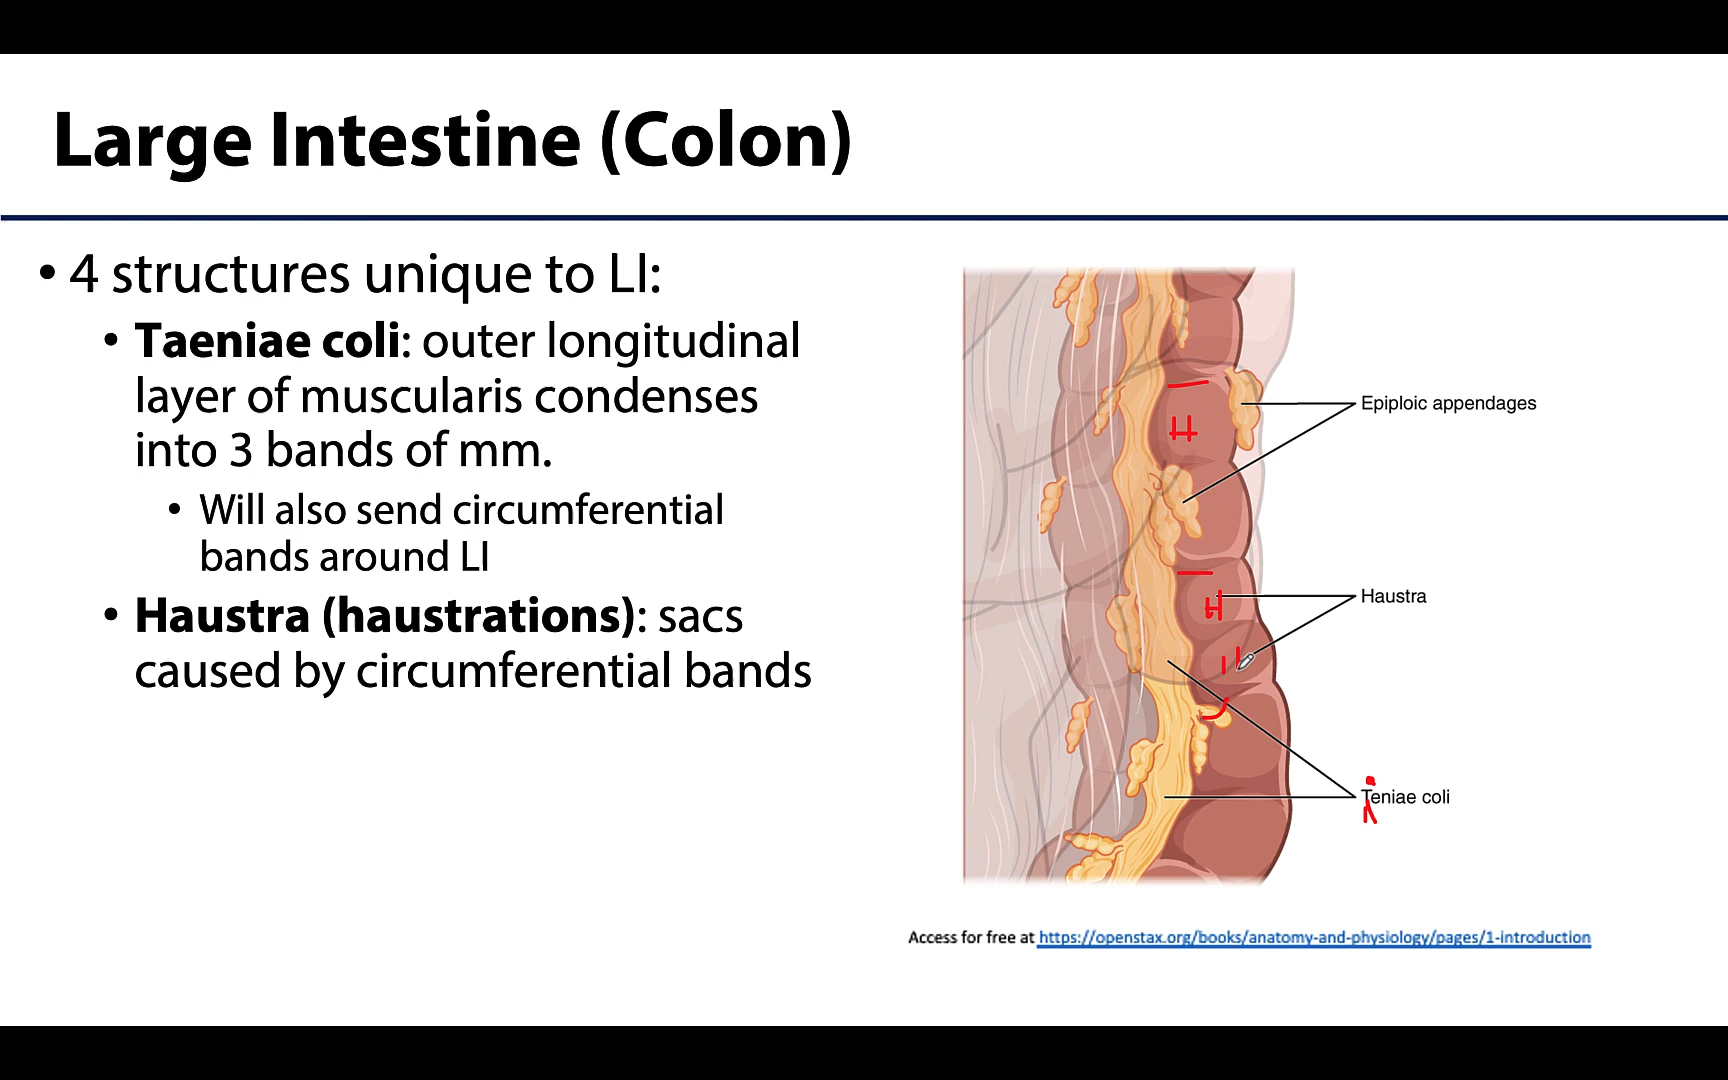 Large Intestine (Colon)
• 4 structures unique to LI:
• Taeniae coli: outer longitudinal
layer of muscularis condenses
into 3 bands of mm.
• Will also send circumferential
bands around LI
• Haustra (haustrations): sacs
caused by circumferential bands
Epiploic appendages
H
Haustra
H
Teniae coli
Access for free at https://openstax.org/books/anatomy-and-physiology/pages/1-introduction